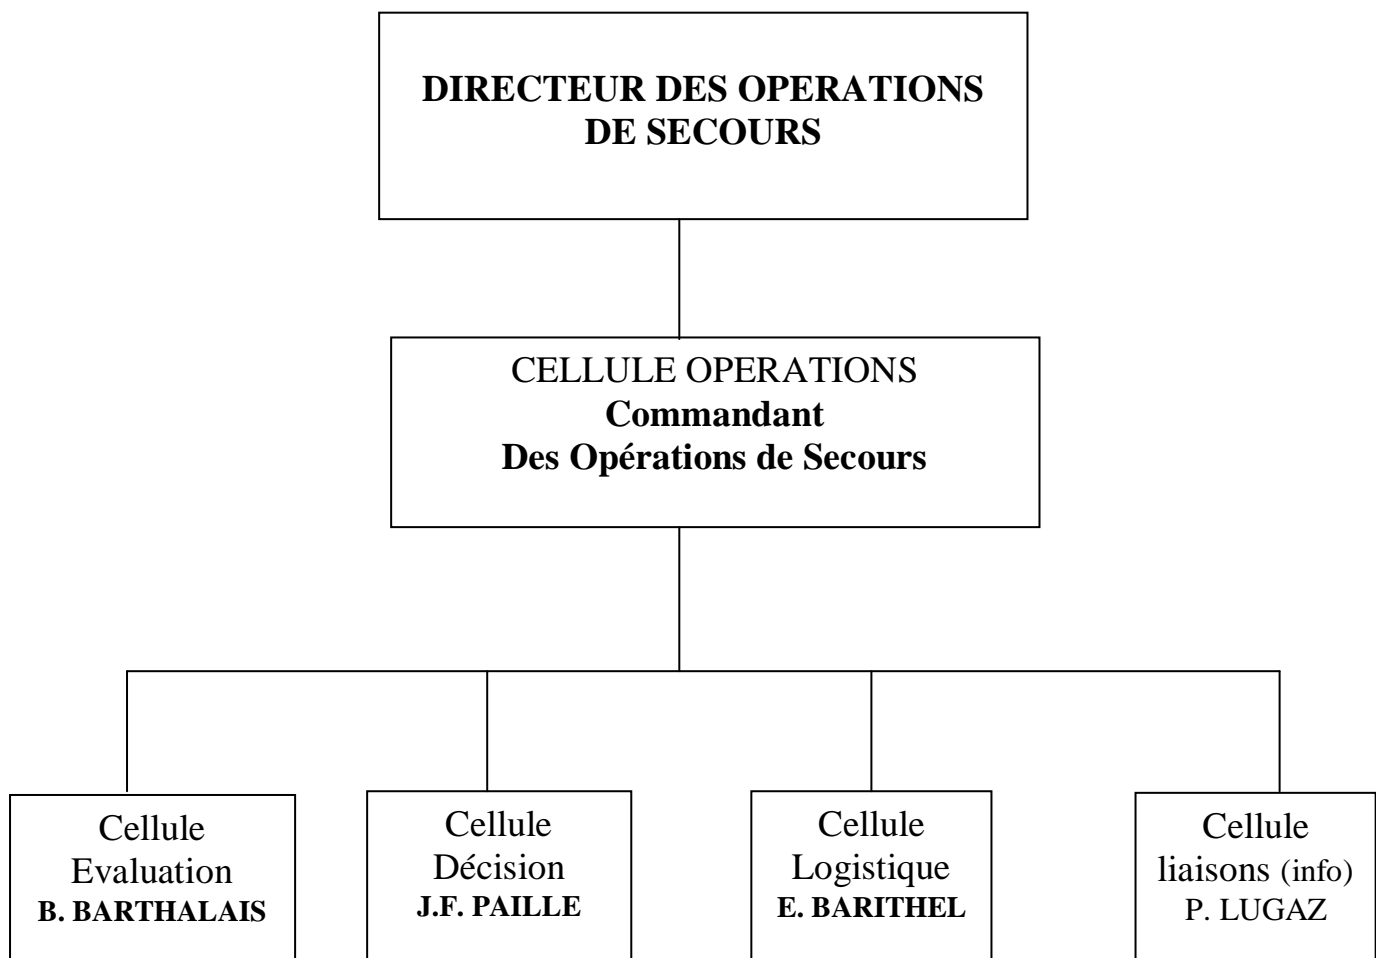 DIRECTEUR DES OPERATIONS
DE SECOURS
CELLULE OPERATIONS
Commandant
Des Opérations de Secours
Cellule
Evaluation
B. BARTHALAIS
Cellule
Décision
J.F. PAILLE
Cellule
Logistique
E. BARITHEL
Cellule
liaisons (info)
P. LUGAZ